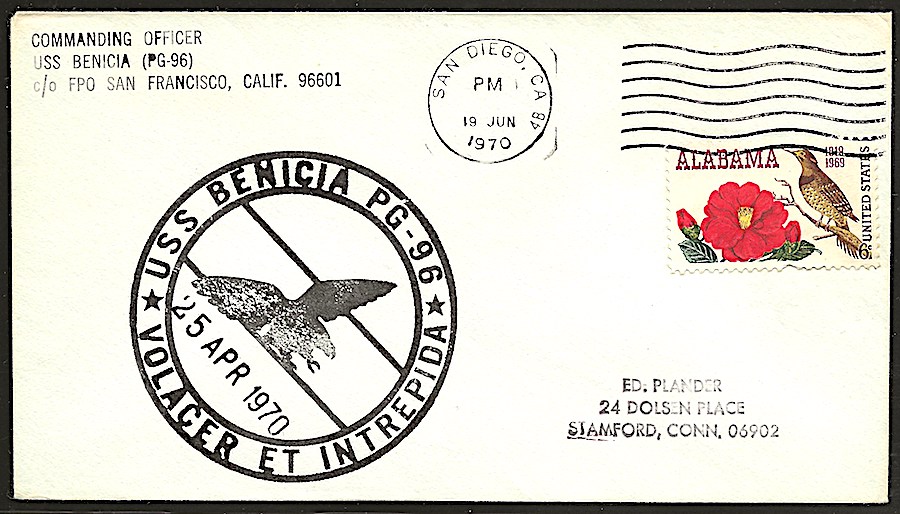 COMMANDING OFFICER
USS BENICIA (PG-96)
c/o FPO SAN FRANCISCO, CALIF. 96601
SAN DIEGO, CA
PM
19 JUN
1970
4B
ALABAMA
1819
1969
6c UNITED STATES
USS BENICIA PG-96
25 APR 1970
★ VOLACER ET INTREPIDA ★
ED. PLANDER
24 DOLSEN PLACE
STAMFORD, CONN. 06902